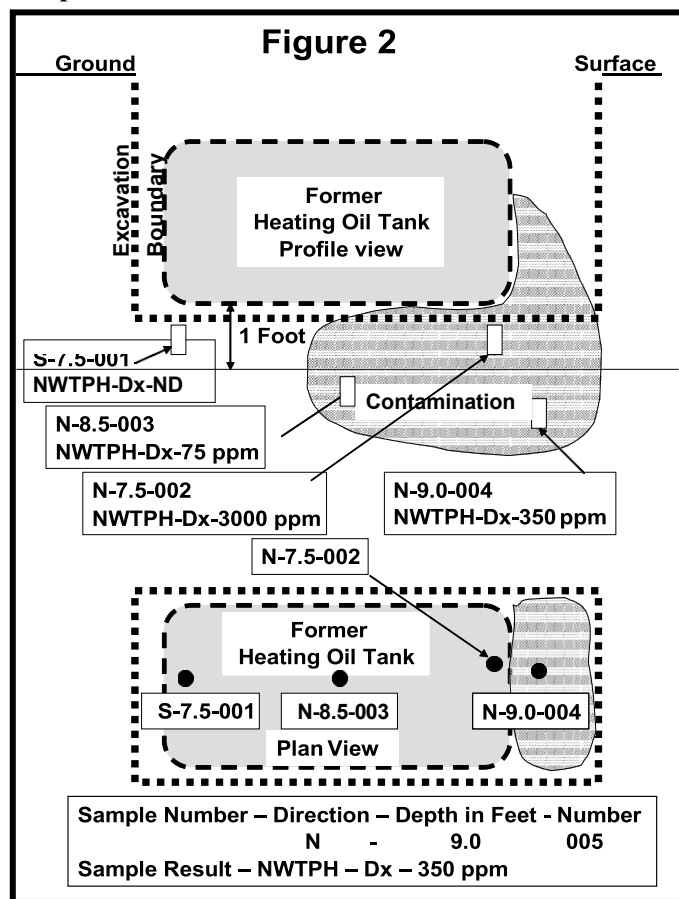 Figure 2
Ground
Surface
Excavation
Boundary
Former
Heating Oil Tank
Profile view
1 Foot
S-7.5-001
NWTPH-Dx-ND
Contamination
N-8.5-003
NWTPH-Dx-75 ppm
N-7.5-002
NWTPH-Dx-3000 ppm
N-9.0-004
NWTPH-Dx-350 ppm
N-7.5-002
Former
Heating Oil Tank
S-7.5-001
N-8.5-003
N-9.0-004
Plan View
Sample Number – Direction – Depth in Feet - Number
N - 9.0 005
Sample Result – NWTPH – Dx – 350 ppm